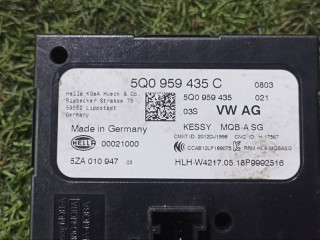 Hella KGaA Hueck & Co.
Rixbecker Strasse 75
59552 Lippstadt
Germany
5Q0 959 435 C 0803
5Q0 959 435 021
03S VW AG
Made in Germany KESSY MQB-A SG
HELLA 00021000
5ZA 010 947 03
HLH-W4217.05.18P9902516